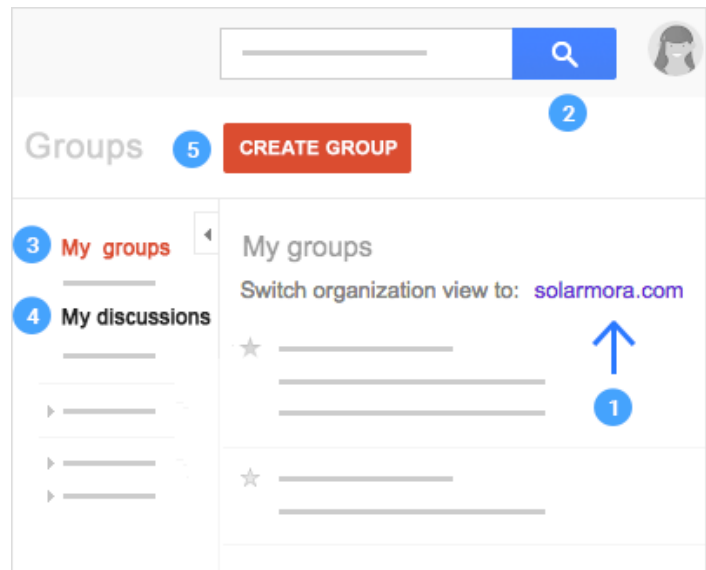 2
Groups 5 CREATE GROUP
3 My groups
4 My discussions
My groups
Switch organization view to: solarmora.com
1